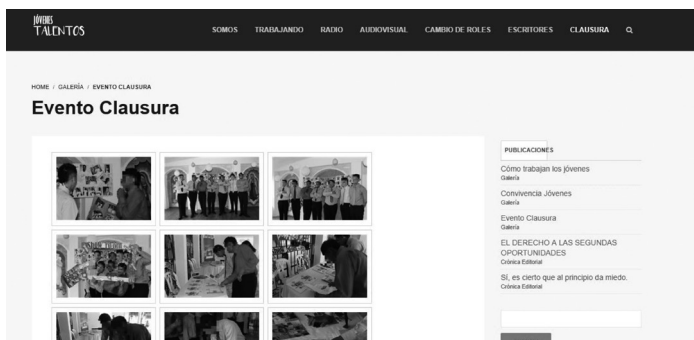 JÓVENES
TALENTOS
SOMOS TRABAJANDO RADIO AUDIOVISUAL CAMBIO DE ROLES ESCRITORES CLAUSURA
HOME / GALERÍA / EVENTO CLAUSURA
Evento Clausura
PUBLICACIONES
Cómo trabajan los jóvenes
Galería
Convivencia Jóvenes
Galería
Evento Clausura
Galería
EL DERECHO A LAS SEGUNDAS
OPORTUNIDADES
Crónica Editorial
Sí, es cierto que al principio da miedo.
Crónica Editorial